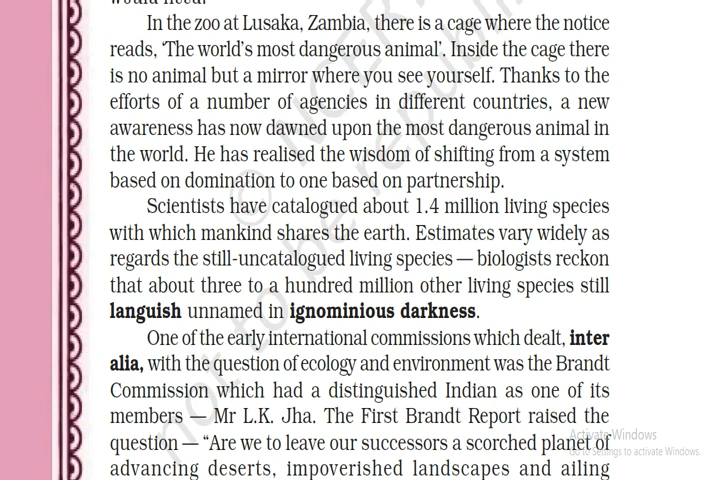 would need.
In the zoo at Lusaka, Zambia, there is a cage where the notice
reads, ‘The world’s most dangerous animal’. Inside the cage there
is no animal but a mirror where you see yourself. Thanks to the
efforts of a number of agencies in different countries, a new
awareness has now dawned upon the most dangerous animal in
the world. He has realised the wisdom of shifting from a system
based on domination to one based on partnership.
Scientists have catalogued about 1.4 million living species
with which mankind shares the earth. Estimates vary widely as
regards the still-uncatalogued living species — biologists reckon
that about three to a hundred million other living species still
languish unnamed in ignominious darkness.
One of the early international commissions which dealt, inter
alia, with the question of ecology and environment was the Brandt
Commission which had a distinguished Indian as one of its
members — Mr L.K. Jha. The First Brandt Report raised the
question — “Are we to leave our successors a scorched planet of
advancing deserts, impoverished landscapes and ailing
© NCERT
not to be republi
Activate Windows
Go to Settings to activate Windows.